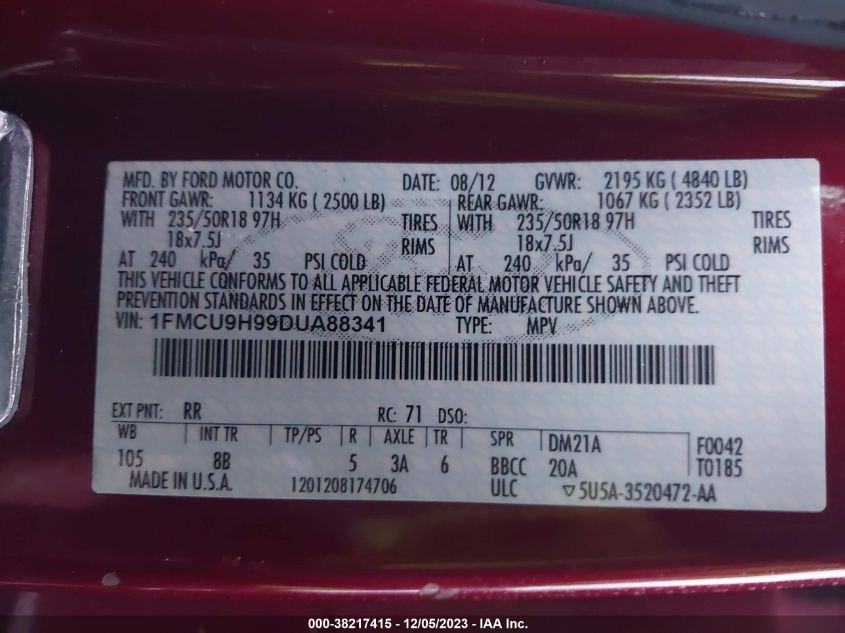 MFD. BY FORD MOTOR CO. DATE: 08/12 GVWR: 2195 KG ( 4840 LB)
FRONT GAWR: 1134 KG ( 2500 LB) REAR GAWR: 1067 KG ( 2352 LB)
WITH 235/50R18 97H TIRES WITH 235/50R18 97H TIRES
18x7.5J RIMS 18x7.5J RIMS
AT 240 kPa/ 35 PSI COLD AT 240 kPa/ 35 PSI COLD
THIS VEHICLE CONFORMS TO ALL APPLICABLE FEDERAL MOTOR VEHICLE SAFETY AND THEFT
PREVENTION STANDARDS IN EFFECT ON THE DATE OF MANUFACTURE SHOWN ABOVE.
VIN: 1FMCU9H99DUA88341 TYPE: MPV
EXT PNT: RR RC: 71 DSO:
WB INT TR TP/PS R AXLE TR SPR DM21A F0042
105 8B 5 3A 6 BBCC 20A T0185
MADE IN U.S.A. 1201208174706 ULC ▽5U5A-3520472-AA
000-38217415 - 12/05/2023 - IAA Inc.